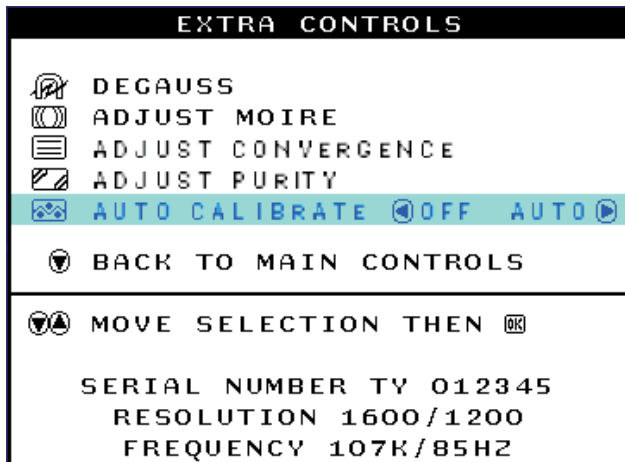 EXTRA CONTROLS
DEGAUSS
ADJUST MOIRE
ADJUST CONVERGENCE
ADJUST PURITY
AUTO CALIBRATE OFF AUTO
BACK TO MAIN CONTROLS
MOVE SELECTION THEN OK
SERIAL NUMBER TY 012345
RESOLUTION 1600/1200
FREQUENCY 107K/85HZ